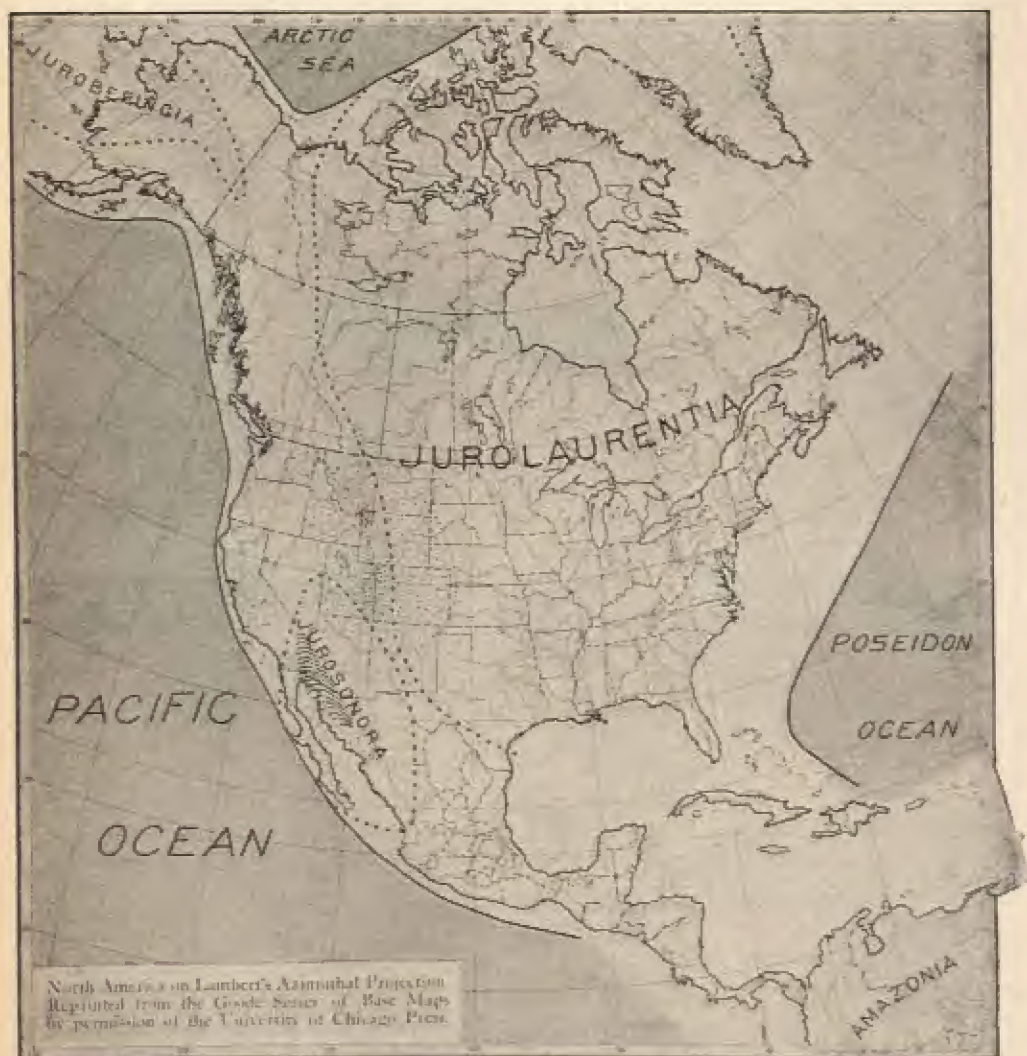 ARCTIC
SEA
JUROBERINGIA
JUROLAURENTIA
JUROSONORA
POSEIDON
OCEAN
PACIFIC
OCEAN
AMAZONIA
North America on Lambert's Azimuthal Projection
Reprinted from the Goode Series of Base Maps
by permission of the University of Chicago Press.